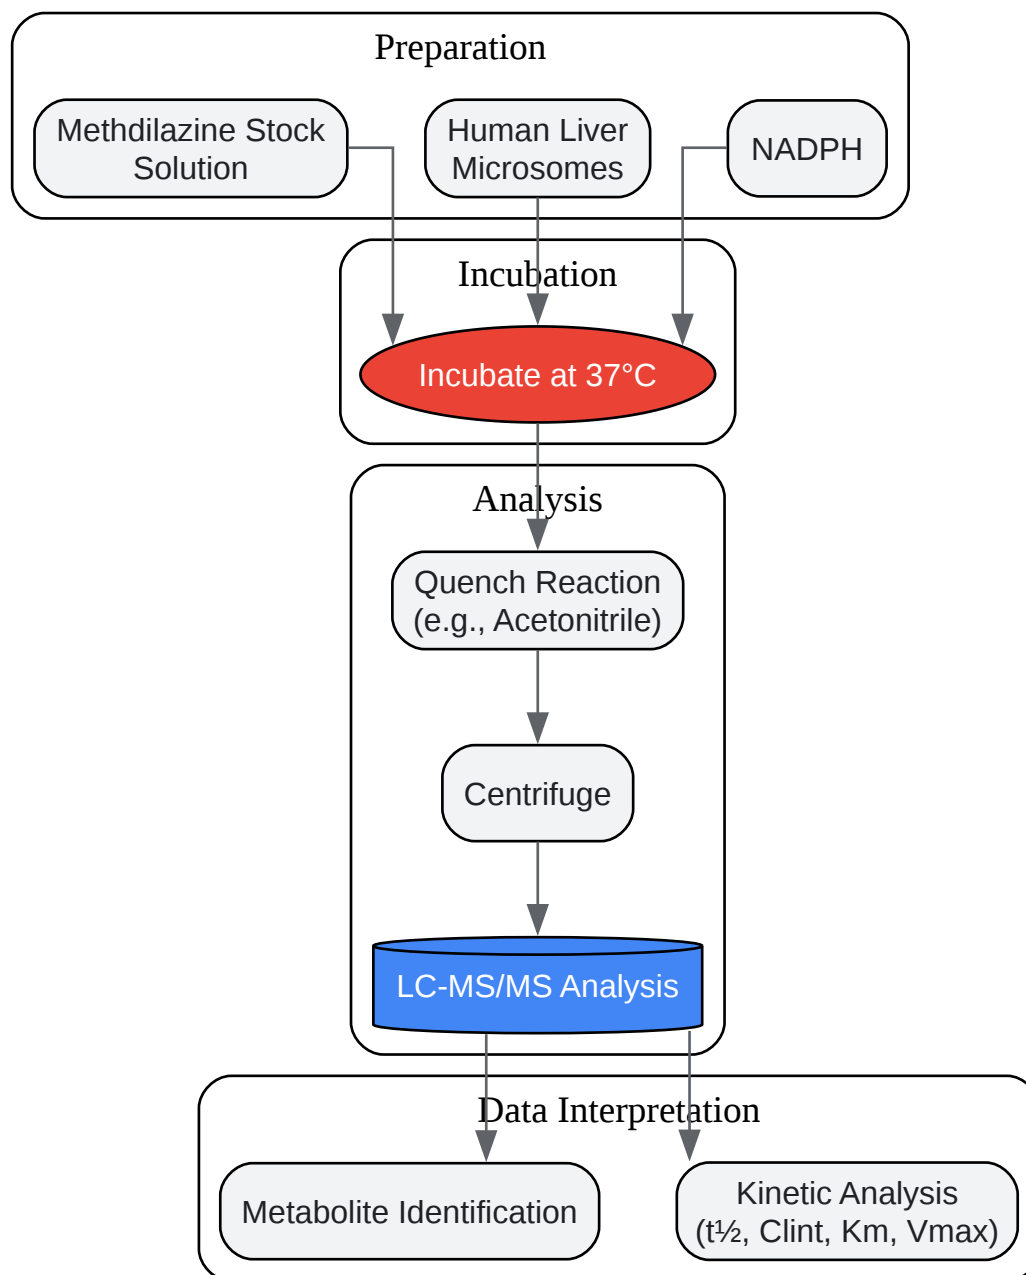 Preparation
Methdilazine Stock
Solution
Human Liver
Microsomes
NADPH
Incubation
Incubate at 37°C
Analysis
Quench Reaction
(e.g., Acetonitrile)
Centrifuge
LC-MS/MS Analysis
Data Interpretation
Metabolite Identification
Kinetic Analysis
(t½, Clint, Km, Vmax)